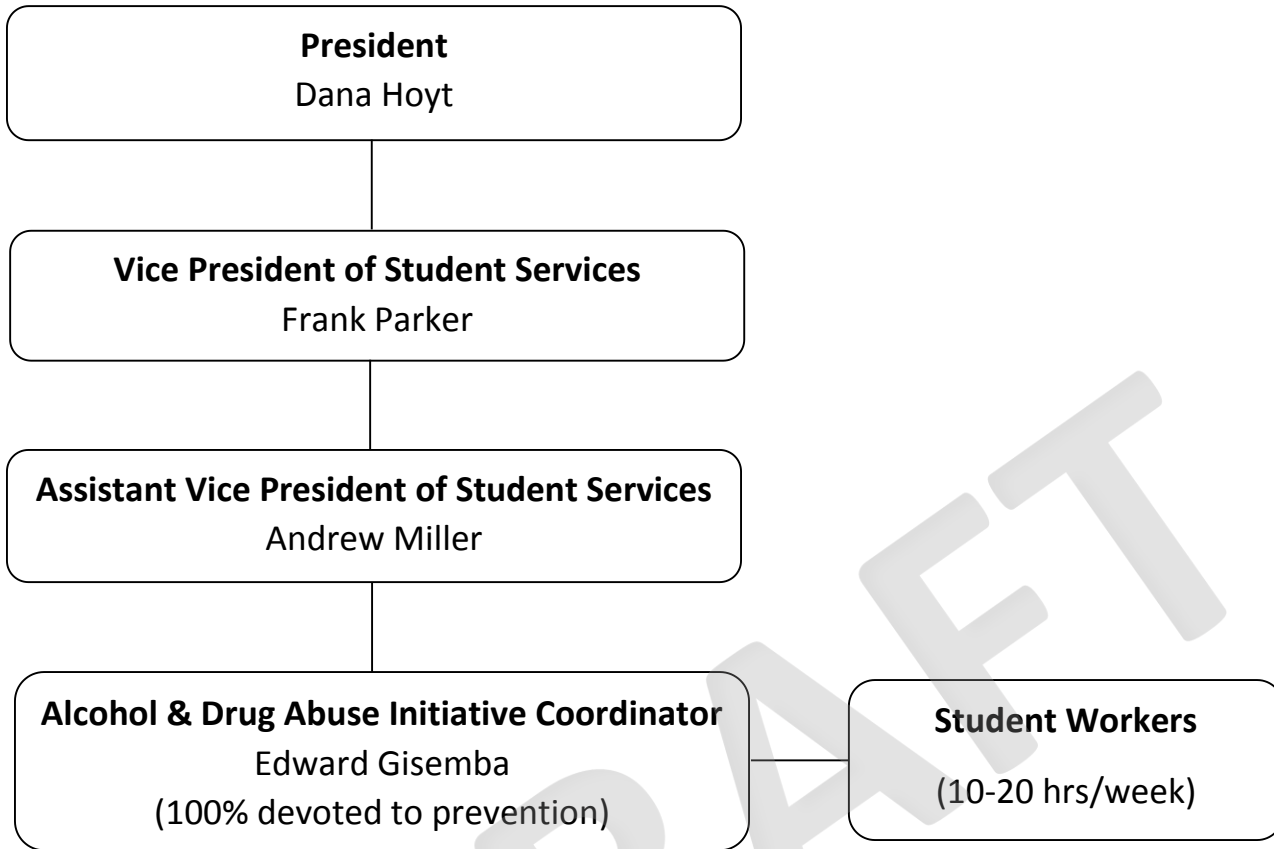 President
Dana Hoyt
Vice President of Student Services
Frank Parker
Assistant Vice President of Student Services
Andrew Miller
Alcohol & Drug Abuse Initiative Coordinator
Edward Gisemba
(100% devoted to prevention)
Student Workers
(10-20 hrs/week)
RAFT